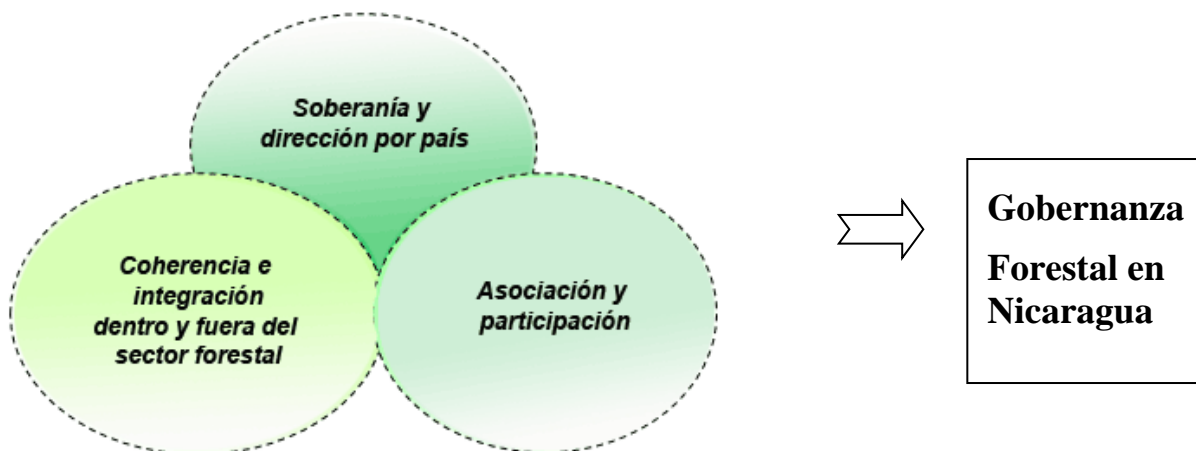 Soberanía y
dirección por país
Coherencia e
integración
dentro y fuera del
sector forestal
Asociación y
participación
Gobernanza
Forestal en
Nicaragua